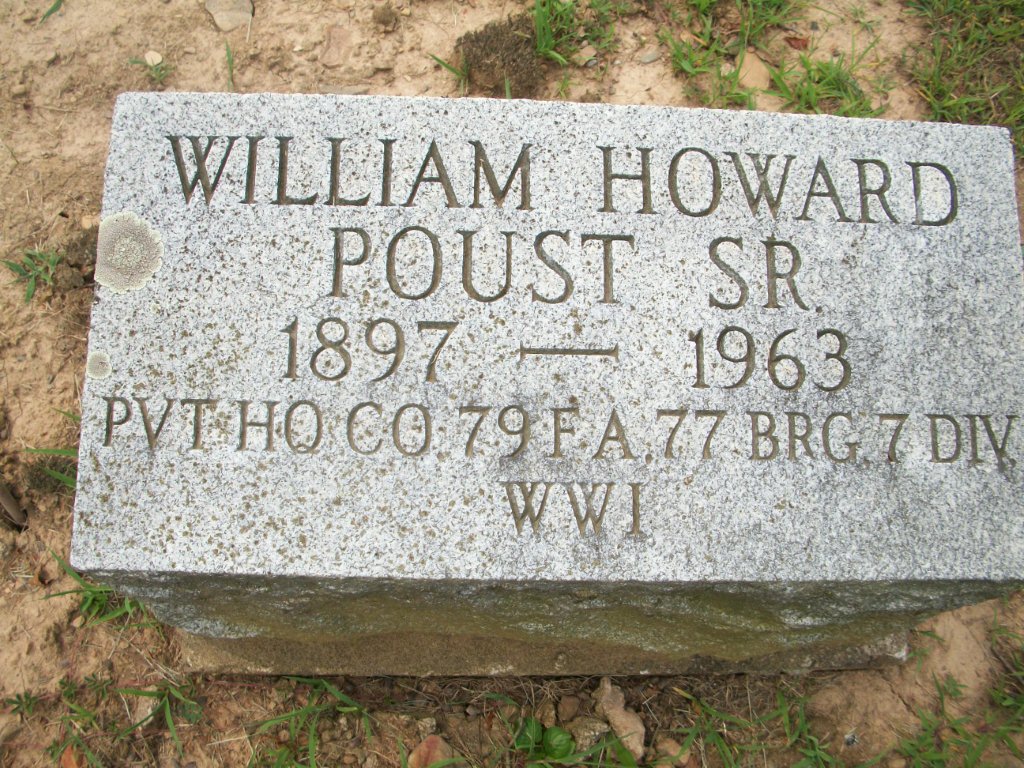 WILLIAM HOWARD
POUST SR.
1897 — 1963
PVT HQ CO. 79 F.A. 77 BRG. 7 DIV.
WWI